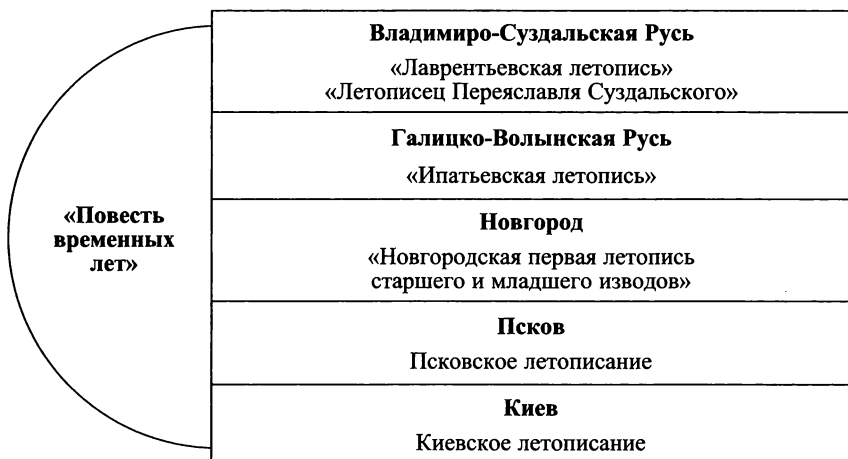 «Повесть
временных
лет»
Владимиро-Суздальская Русь
«Лаврентьевская летопись»
«Летописец Переяславля Суздальского»
Галицко-Волынская Русь
«Ипатьевская летопись»
Новгород
«Новгородская первая летопись
старшего и младшего изводов»
Псков
Псковское летописание
Киев
Киевское летописание